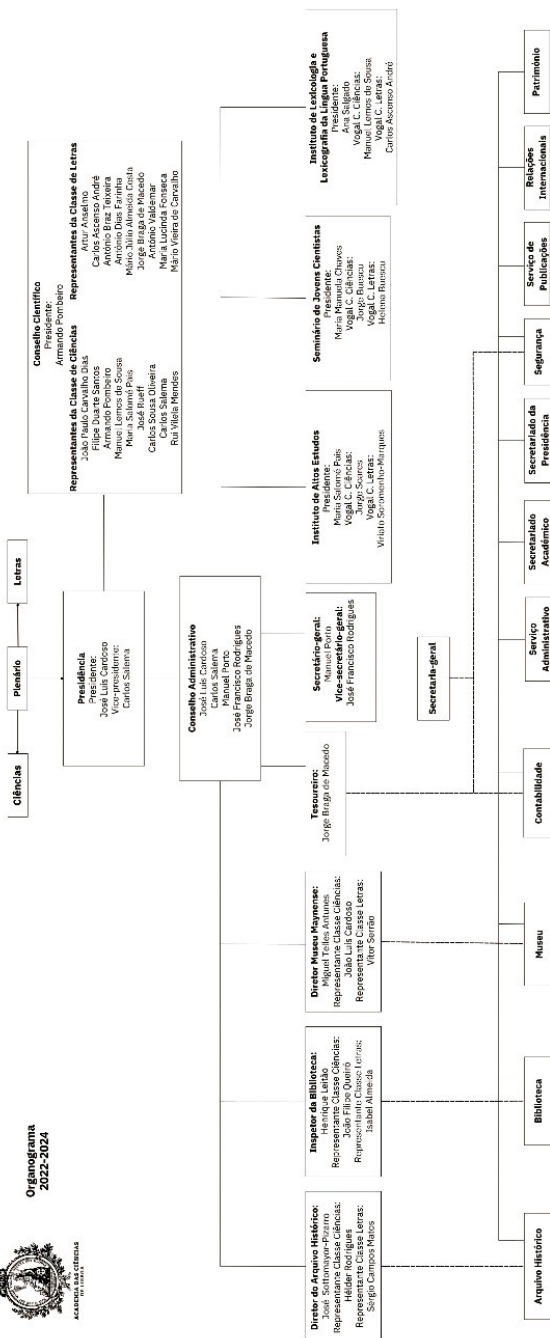 ACADEMIA DAS CIÊNCIAS
DE LISBOA
Organograma
2022-2024
Ciências
Plenário
Letras
Presidência
Presidente:
José Luís Cardoso
Vice-presidente:
Carlos Salema
Conselho Científico
Presidente:
Armando Pombeiro
Representantes da Classe de Ciências
João Paulo Carvalho Dias
Filipe Duarte Santos
Armando Pombeiro
Manuel Lemos de Sousa
Maria Salomé Pais
José Rueff
Carlos Sousa Oliveira
Carlos Salema
Rui Vilela Mendes
Representantes da Classe de Letras
Artur Anselmo
Carlos Ascenso André
António Braz Teixeira
António Dias Farinha
Mário Júlio Almeida Costa
Jorge Braga de Macedo
António Valdemar
Maria Lucinda Fonseca
Mário Vieira de Carvalho
Conselho Administrativo
José Luís Cardoso
Carlos Salema
Manuel Porto
José Francisco Rodrigues
Jorge Braga de Macedo
Diretor do Arquivo Histórico:
José Sottomayor-Pizarro
Representante Classe Ciências:
Hélder Rodrigues
Representante Classe Letras:
Sérgio Campos Matos
Inspetor da Biblioteca:
Henrique Leitão
Representante Classe Ciências:
João Filipe Queiró
Representante Classe Letras:
Isabel Almeida
Diretor Museu Maynense:
Miguel Telles Antunes
Representante Classe Ciências:
João Luís Cardoso
Representante Classe Letras:
Vítor Serrão
Tesoureiro:
Jorge Braga de Macedo
Secretário-geral:
Manuel Porto
Vice-secretário-geral:
José Francisco Rodrigues
Instituto de Altos Estudos
Presidente:
Maria Salomé Pais
Vogal C. Ciências:
Jorge Soares
Vogal C. Letras:
Viriato Soromenho-Marques
Seminário de Jovens Cientistas
Presidente:
Maria Manuela Chaves
Vogal C. Ciências:
Jorge Buescu
Vogal C. Letras:
Helena Buescu
Instituto de Lexicologia e
Lexicografia da Língua Portuguesa
Presidente:
Ana Salgado
Vogal C. Ciências:
Manuel Lemos de Sousa
Vogal C. Letras:
Carlos Ascenso André
Secretaria-geral
Arquivo Histórico
Biblioteca
Museu
Contabilidade
Serviço
Administrativo
Secretariado
Académico
Secretariado da
Presidência
Segurança
Serviço de
Publicações
Relações
Internacionais
Património